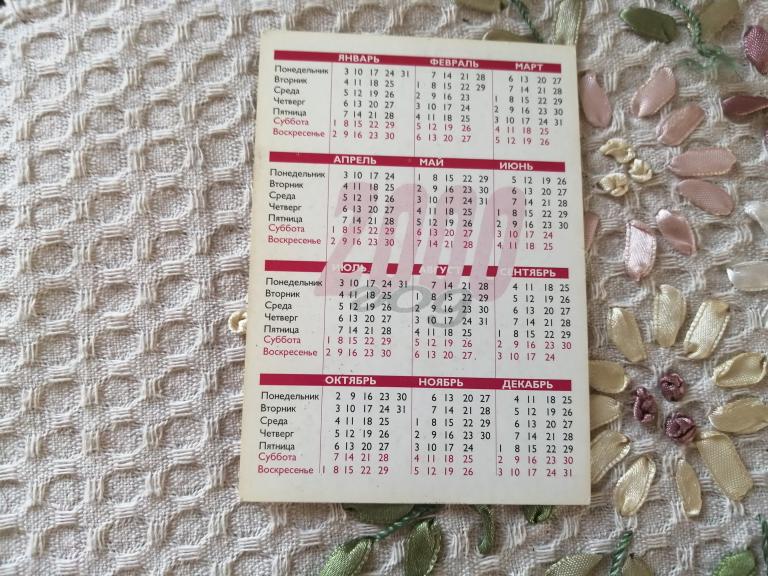 ЯНВАРЬ ФЕВРАЛЬ МАРТ
Понедельник 3 10 17 24 31 7 14 21 28 6 13 20 27
Вторник 4 11 18 25 1 8 15 22 29 7 14 21 28
Среда 5 12 19 26 2 9 16 23 1 8 15 22 29
Четверг 6 13 20 27 3 10 17 24 2 9 16 23 30
Пятница 7 14 21 28 4 11 18 25 3 10 17 24 31
Суббота 1 8 15 22 29 5 12 19 26 4 11 18 25
Воскресенье 2 9 16 23 30 6 13 20 27 5 12 19 26
АПРЕЛЬ МАЙ ИЮНЬ
Понедельник 3 10 17 24 1 8 15 22 29 5 12 19 26
Вторник 4 11 18 25 2 9 16 23 30 6 13 20 27
Среда 5 12 19 26 3 10 17 24 31 7 14 21 28
Четверг 6 13 20 27 4 11 18 25 1 8 15 22 29
Пятница 7 14 21 28 5 12 19 26 2 9 16 23 30
Суббота 1 8 15 22 29 6 13 20 27 3 10 17 24
Воскресенье 2 9 16 23 30 7 14 21 28 4 11 18 25
2000
год
ИЮЛЬ АВГУСТ СЕНТЯБРЬ
Понедельник 3 10 17 24 31 7 14 21 28 4 11 18 25
Вторник 4 11 18 25 1 8 15 22 29 5 12 19 26
Среда 5 12 19 26 2 9 16 23 30 6 13 20 27
Четверг 6 13 20 27 3 10 17 24 31 7 14 21 28
Пятница 7 14 21 28 4 11 18 25 1 8 15 22 29
Суббота 1 8 15 22 29 5 12 19 26 2 9 16 23 30
Воскресенье 2 9 16 23 30 6 13 20 27 3 10 17 24
ОКТЯБРЬ НОЯБРЬ ДЕКАБРЬ
Понедельник 2 9 16 23 30 6 13 20 27 4 11 18 25
Вторник 3 10 17 24 31 7 14 21 28 5 12 19 26
Среда 4 11 18 25 1 8 15 22 29 6 13 20 27
Четверг 5 12 19 26 2 9 16 23 30 7 14 21 28
Пятница 6 13 20 27 3 10 17 24 1 8 15 22 29
Суббота 7 14 21 28 4 11 18 25 2 9 16 23 30
Воскресенье 1 8 15 22 29 5 12 19 26 3 10 17 24 31